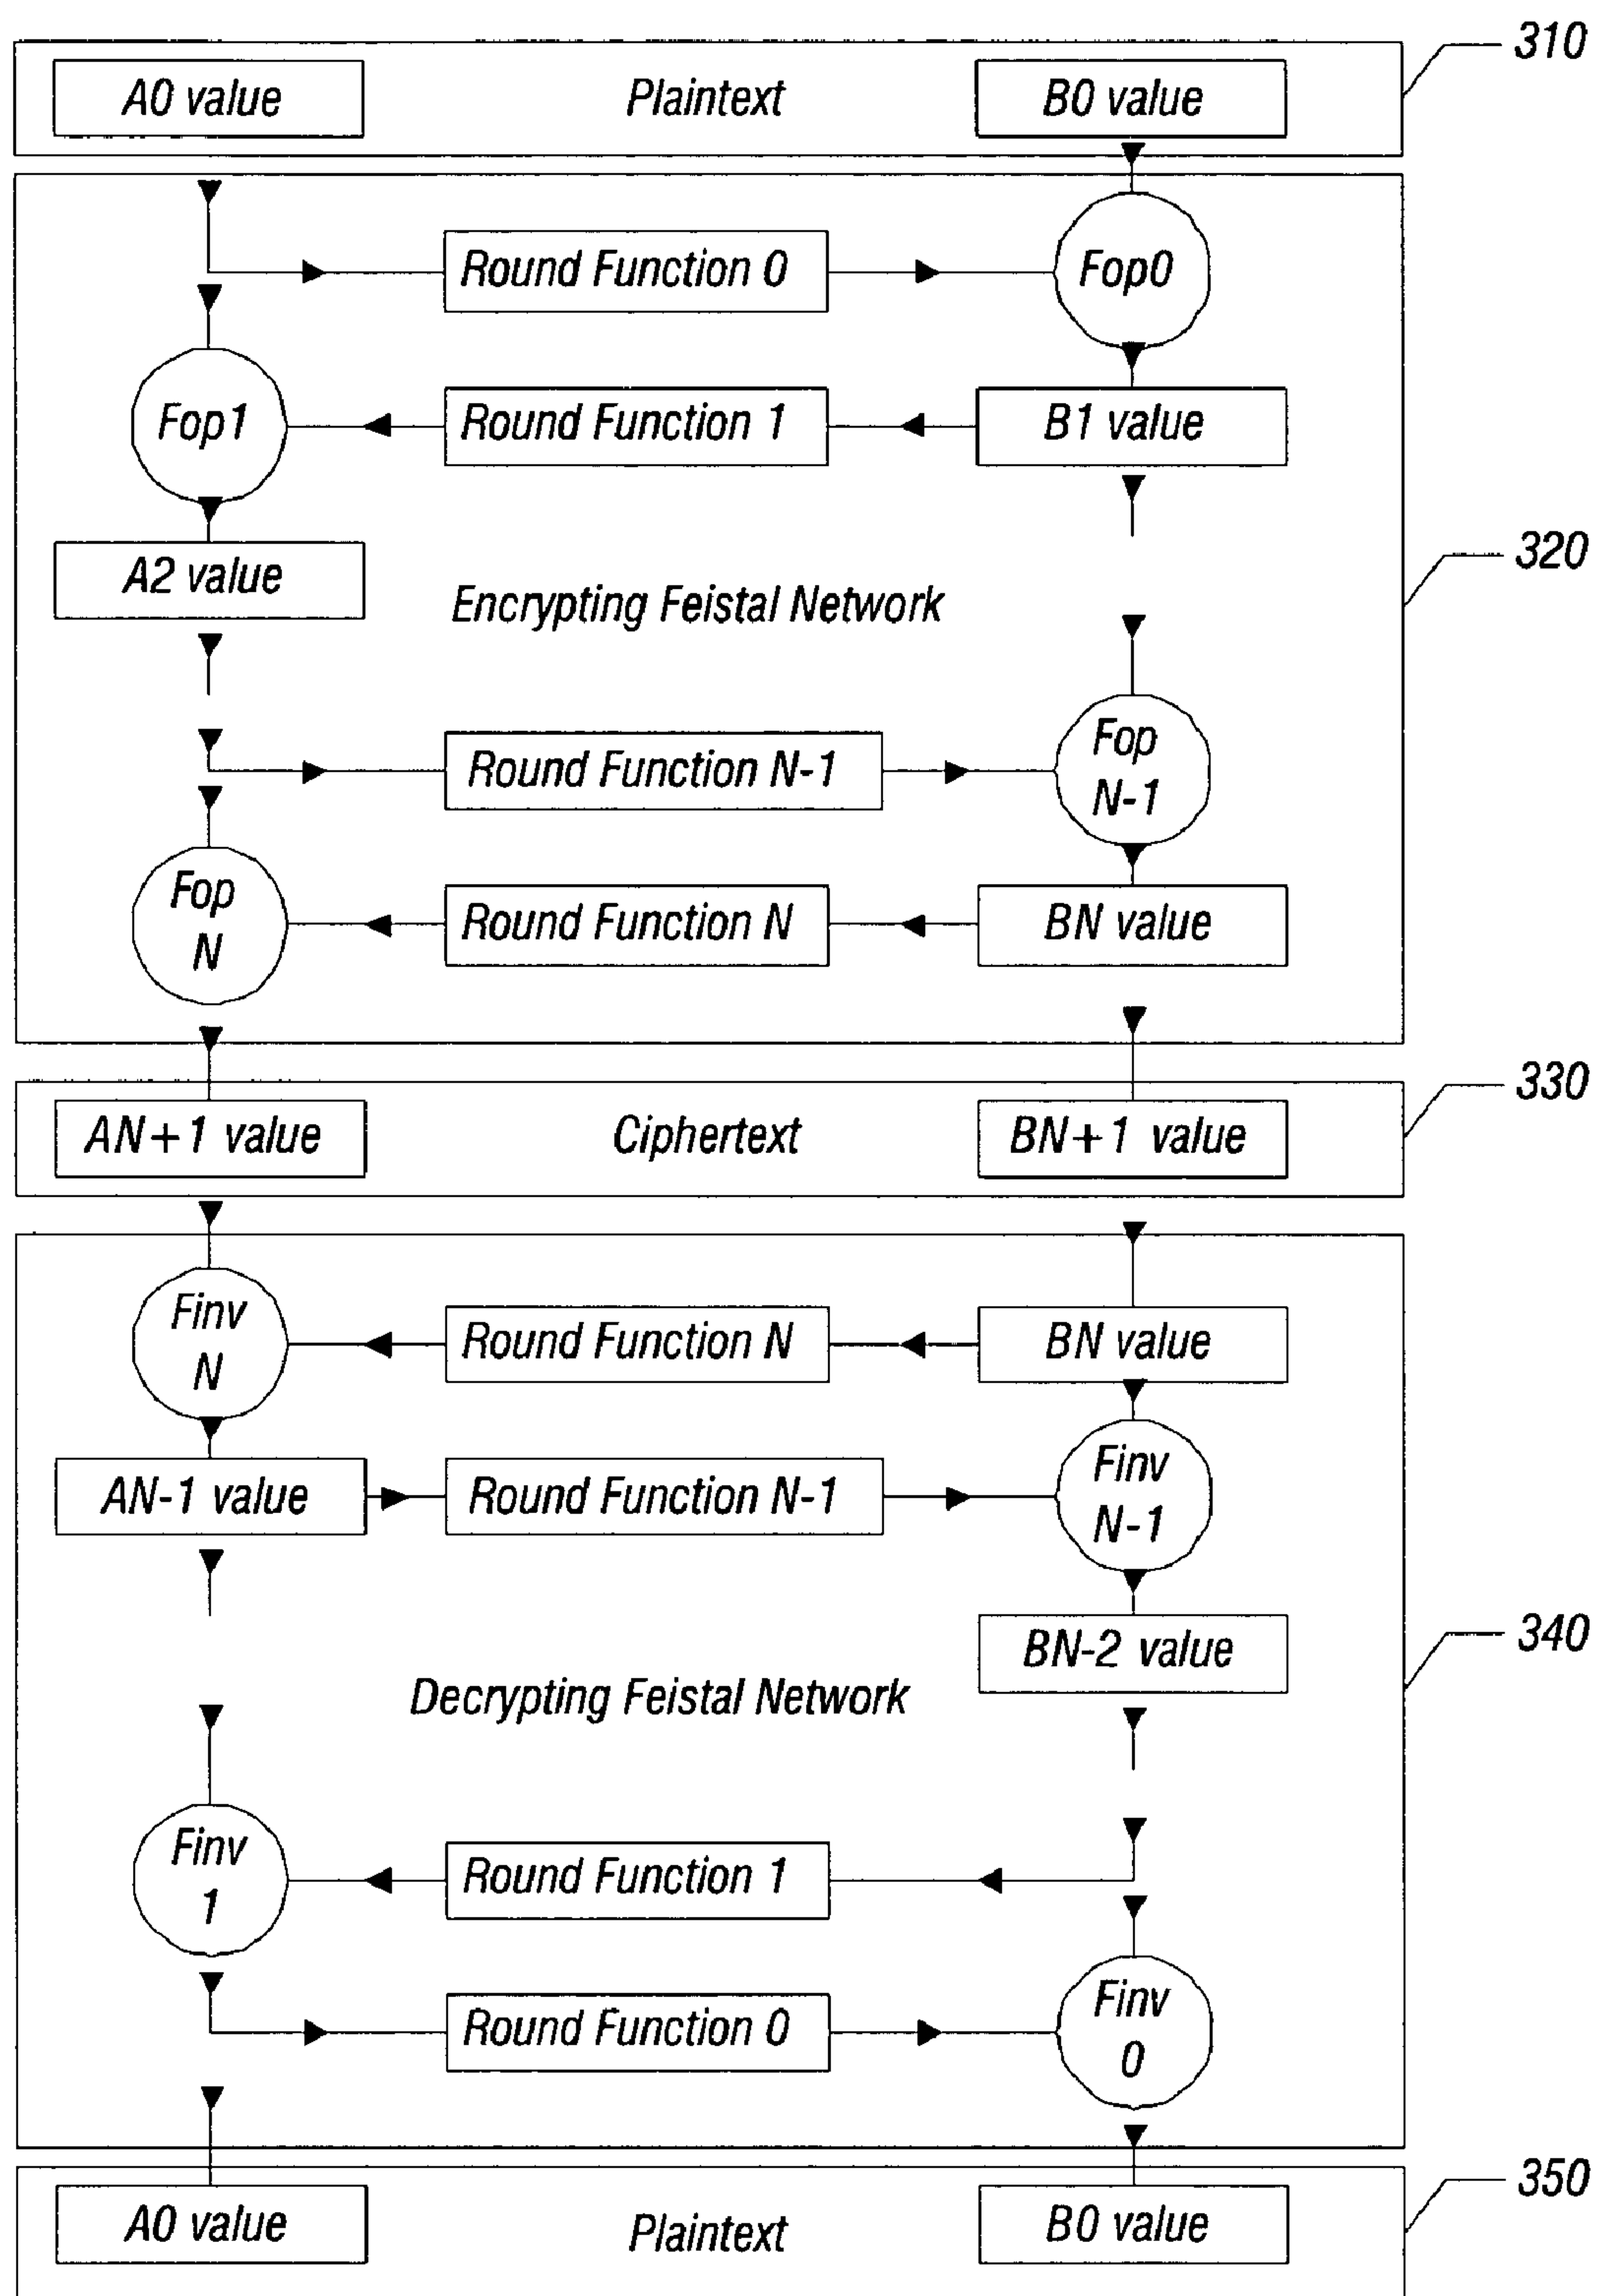 310
A0 value Plaintext B0 value
Round Function 0 Fop0
Fop1 Round Function 1 B1 value
320
A2 value
Encrypting Feistal Network
Round Function N-1 Fop
N-1
Fop
N Round Function N BN value
330
AN+1 value Ciphertext BN+1 value
Finv
N Round Function N BN value
AN-1 value Round Function N-1 Finv
N-1
340
BN-2 value
Decrypting Feistal Network
Finv
1 Round Function 1
Round Function 0 Finv
0
350
A0 value Plaintext B0 value